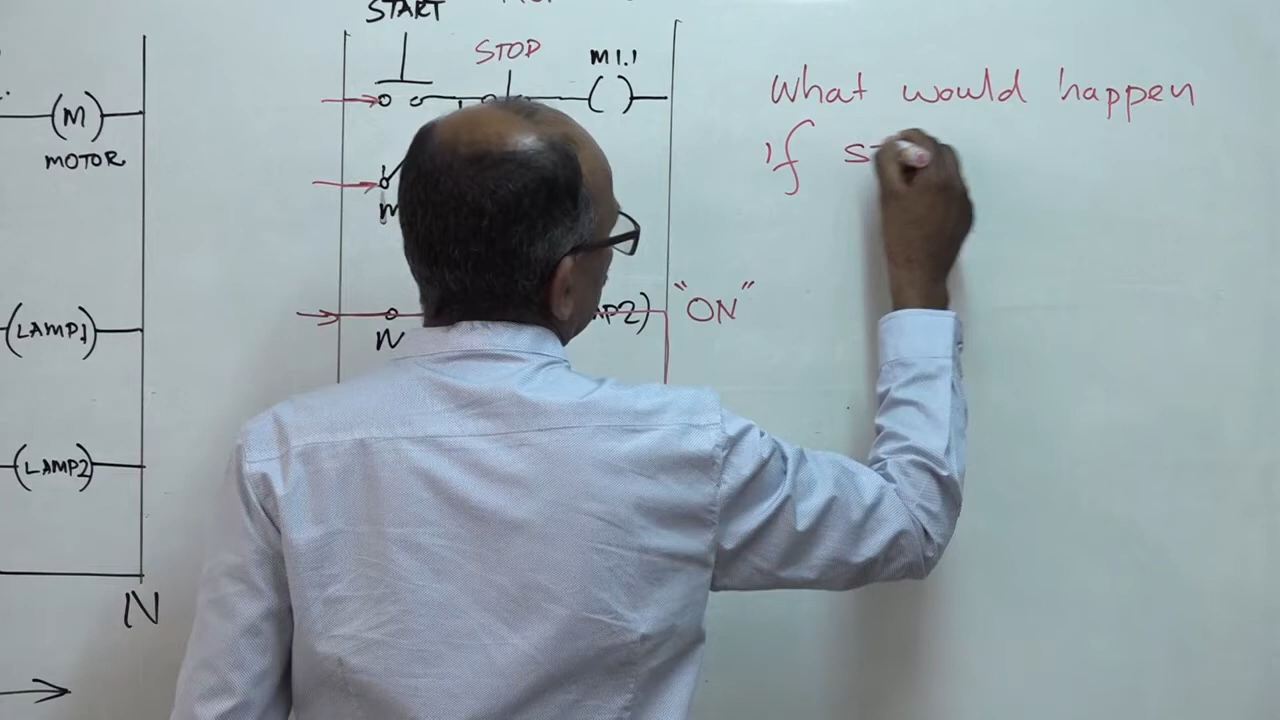 START
STOP
M1.1
(M)
MOTOR
What would happen
if
"ON"
(LAMP1)
N
(LAMP2)
N